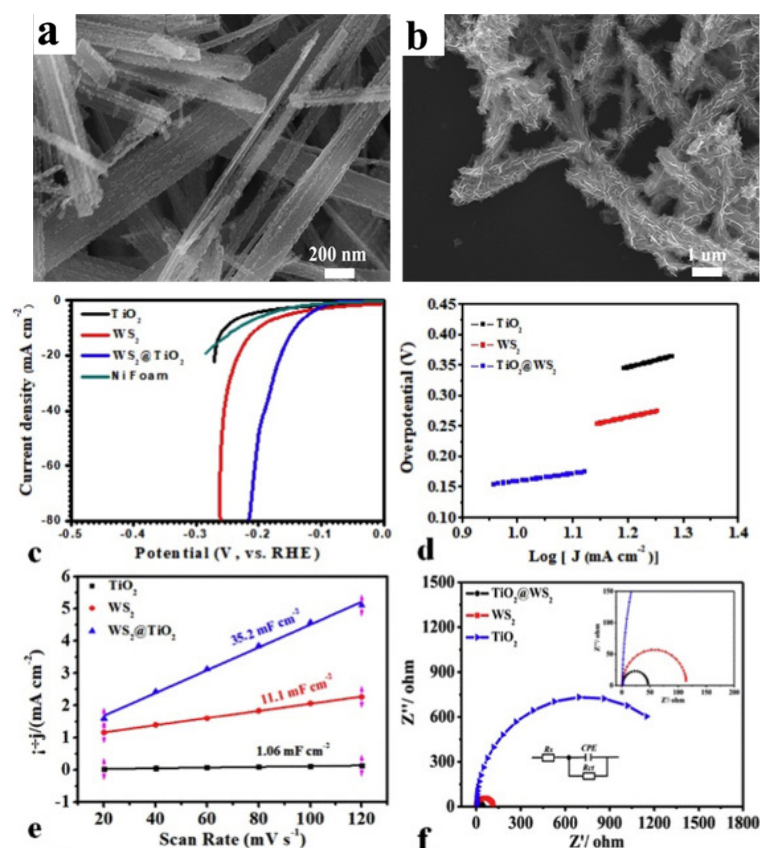 a
200 nm
b
1 um
0
-20
-40
-60
-80
Current density (mA cm⁻²)
TiO₂
WS₂
WS₂@TiO₂
Ni Foam
-0.5 -0.4 -0.3 -0.2 -0.1 0.0
Potential (V, vs. RHE)
c
0.45
0.40
0.35
0.30
0.25
0.20
0.15
0.10
Overpotential (V)
TiO₂
WS₂
TiO₂@WS₂
0.9 1.0 1.1 1.2 1.3 1.4
Log [ J (mA cm⁻²)]
d
6
5
4
3
2
1
0
-1
¡÷j/(mA cm⁻²)
TiO₂
WS₂
WS₂@TiO₂
35.2 mF cm⁻²
11.1 mF cm⁻²
1.06 mF cm⁻²
20 40 60 80 100 120
Scan Rate (mV s⁻¹)
e
1500
1200
900
600
300
0
Z''/ ohm
TiO₂@WS₂
WS₂
TiO₂
150
100
50
0
Z''/ ohm
0 50 100 150 200
Z'/ ohm
Rs
CPE
Rct
0 300 600 900 1200 1500 1800
Z'/ ohm
f